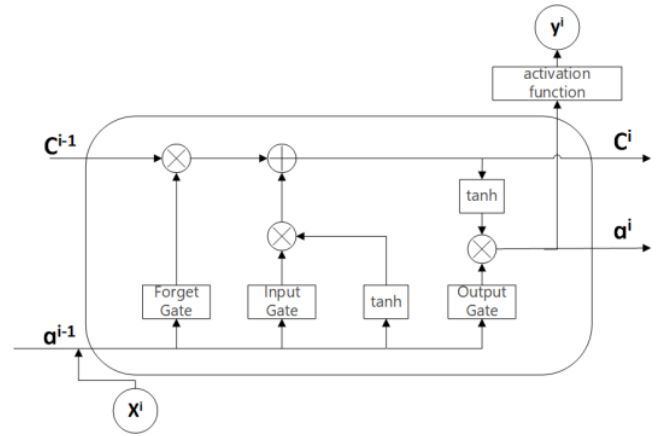 yⁱ
activation
function
Cⁱ⁻¹
Cⁱ
tanh
aⁱ
Forget
Gate
Input
Gate
tanh
Output
Gate
aⁱ⁻¹
Xⁱ